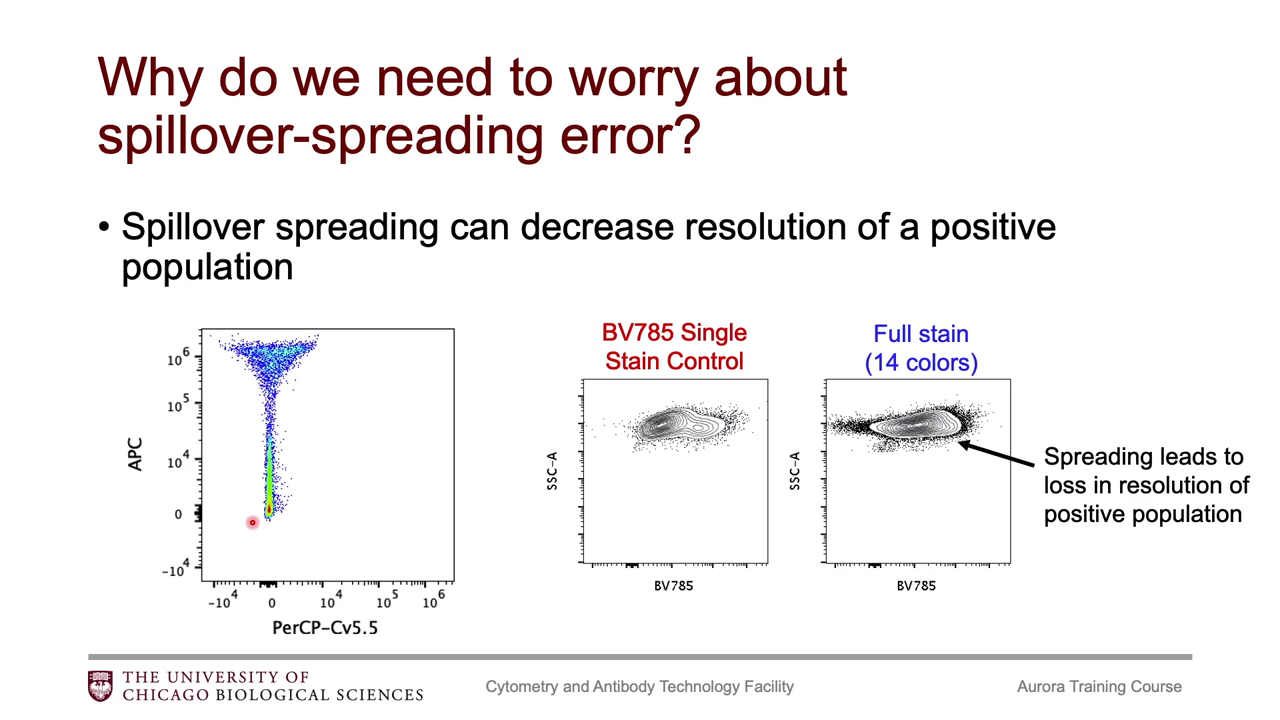 Why do we need to worry about
spillover-spreading error?
• Spillover spreading can decrease resolution of a positive
population
APC
10^6
10^5
10^4
0
-10^4
-10^4 0 10^4 10^5 10^6
PerCP-Cy5.5
BV785 Single
Stain Control
SSC-A
BV785
Full stain
(14 colors)
SSC-A
BV785
Spreading leads to
loss in resolution of
positive population
THE UNIVERSITY OF
CHICAGO BIOLOGICAL SCIENCES
Cytometry and Antibody Technology Facility
Aurora Training Course